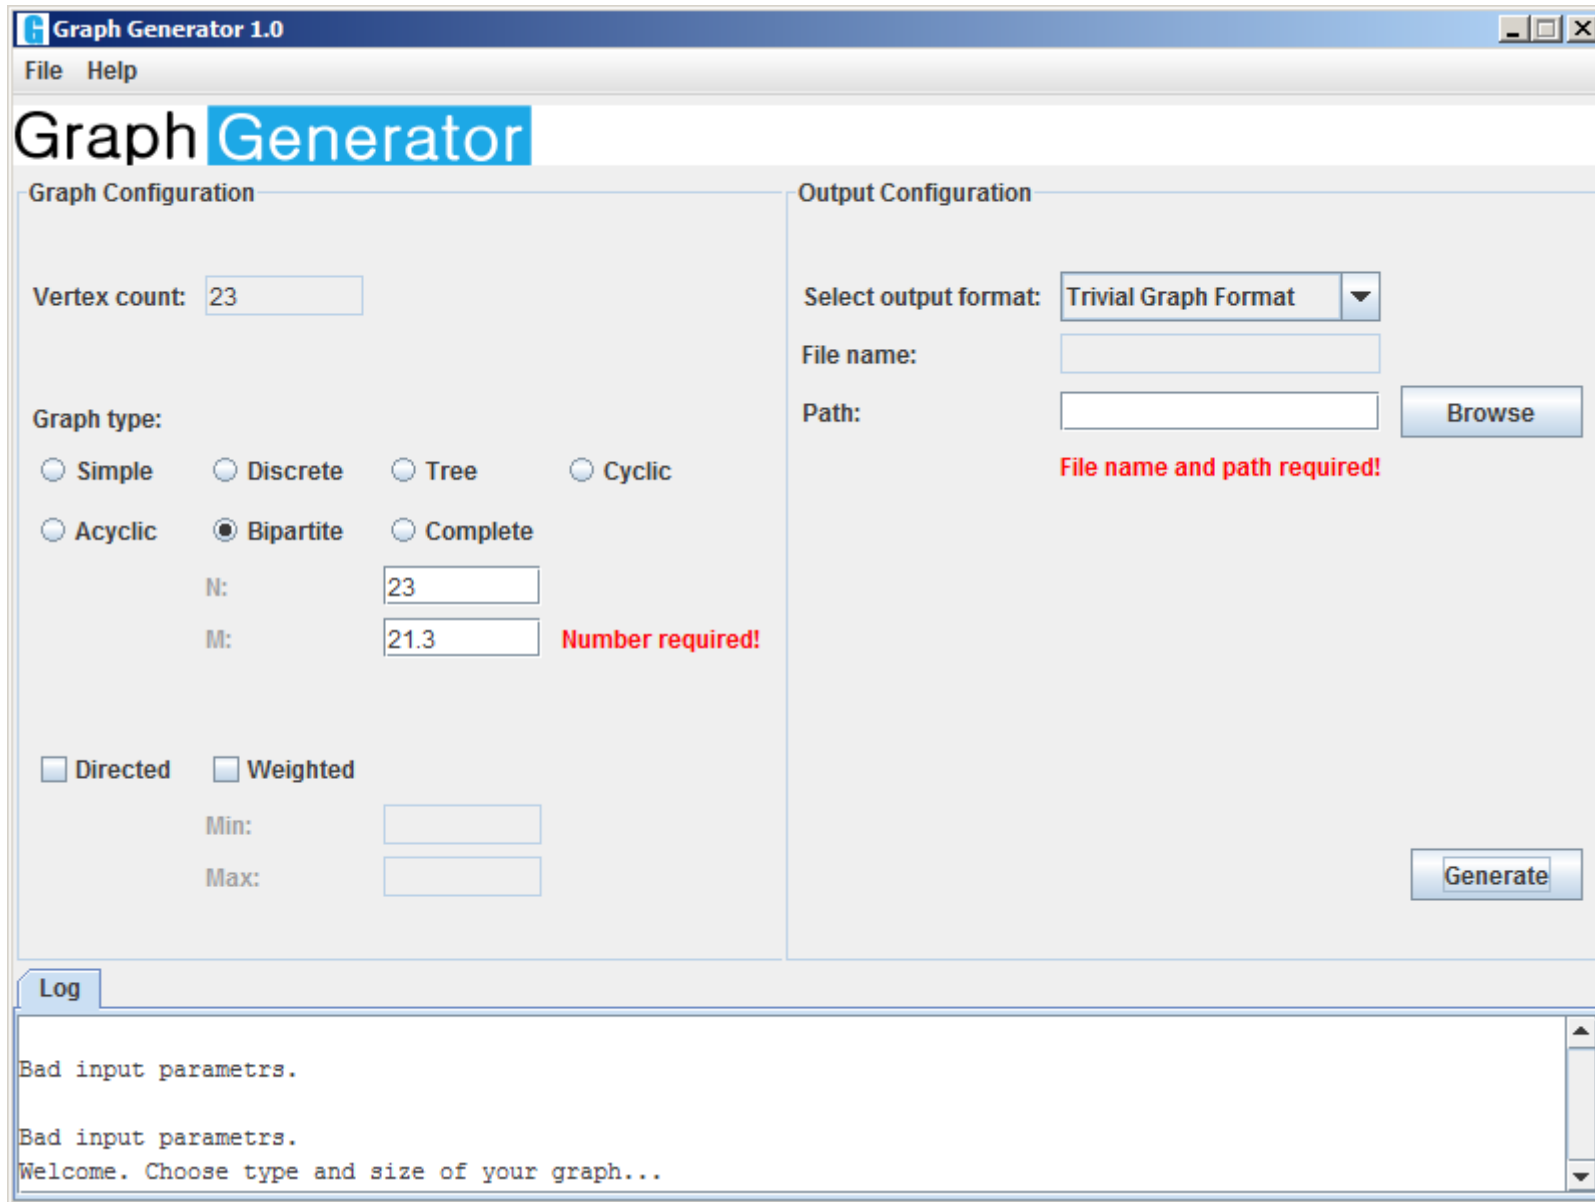 Graph Generator 1.0
File Help
Graph Generator
Graph Configuration
Vertex count: 23
Graph type:
Simple Discrete Tree Cyclic
Acyclic Bipartite Complete
N: 23
M: 21.3 Number required!
Directed Weighted
Min:
Max:
Output Configuration
Select output format: Trivial Graph Format
File name:
Path: Browse
File name and path required!
Generate
Log
Bad input parametrs.
Bad input parametrs.
Welcome. Choose type and size of your graph...